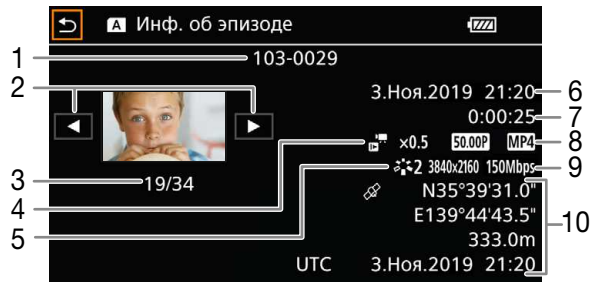 A Инф. об эпизоде
1 103-0029
2
3.Ноя.2019 21:20 6
0:00:25 7
4 ×0.5 50.00P MP4 8
5 2 3840x2160 150Mbps 9
3 19/34
N35°39'31.0"
E139°44'43.5"
10
333.0m
UTC 3.Ноя.2019 21:20